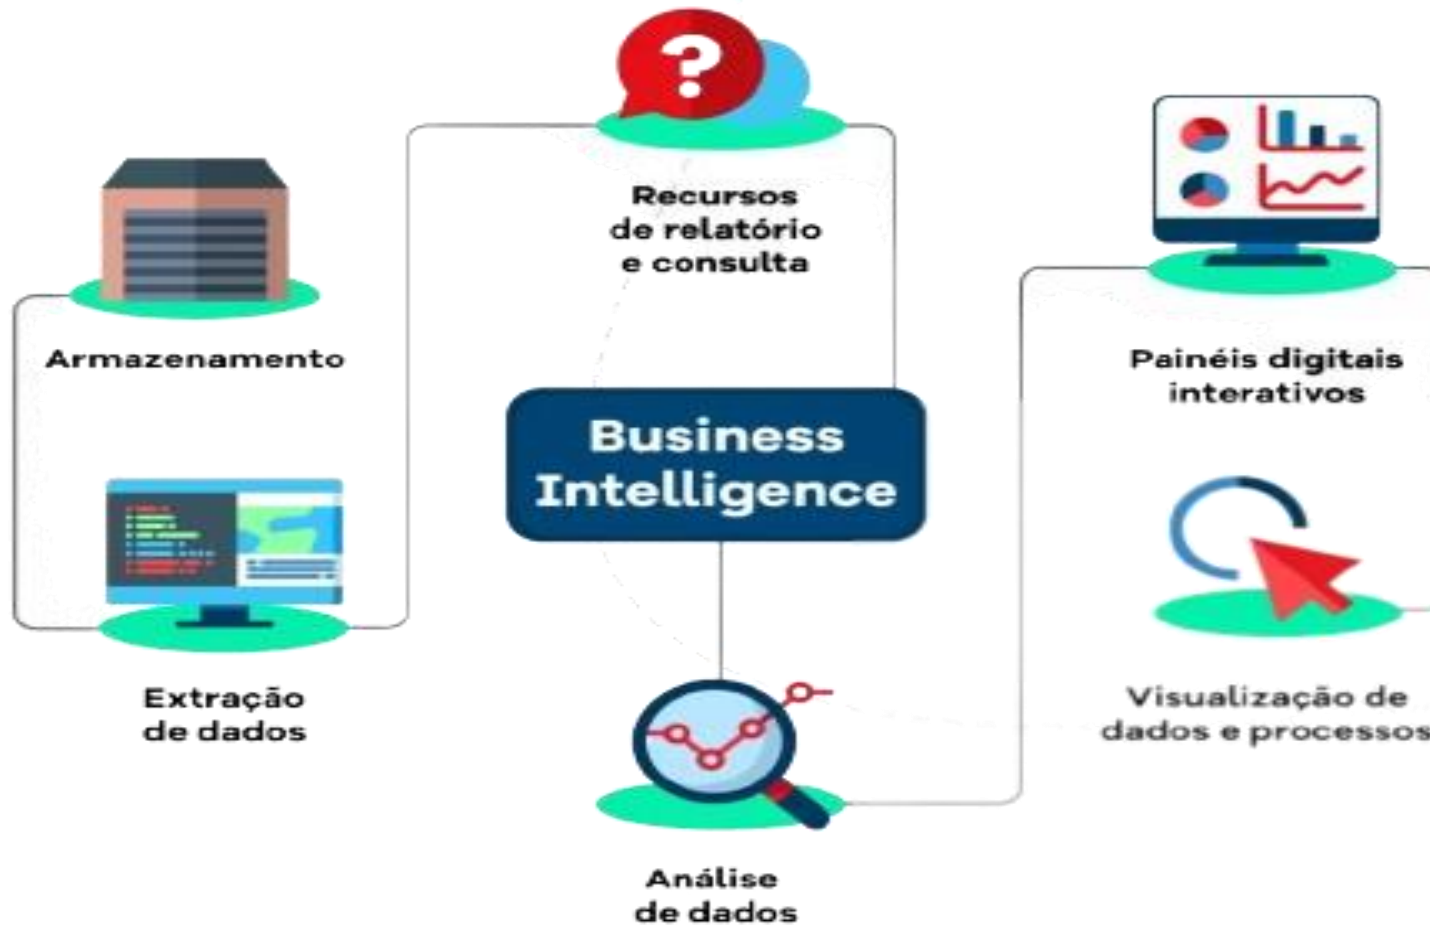 ?
Recursos
de relatório
e consulta
Armazenamento
Painéis digitais
interativos
Business
Intelligence
Extração
de dados
Visualização de
dados e processos
Análise
de dados